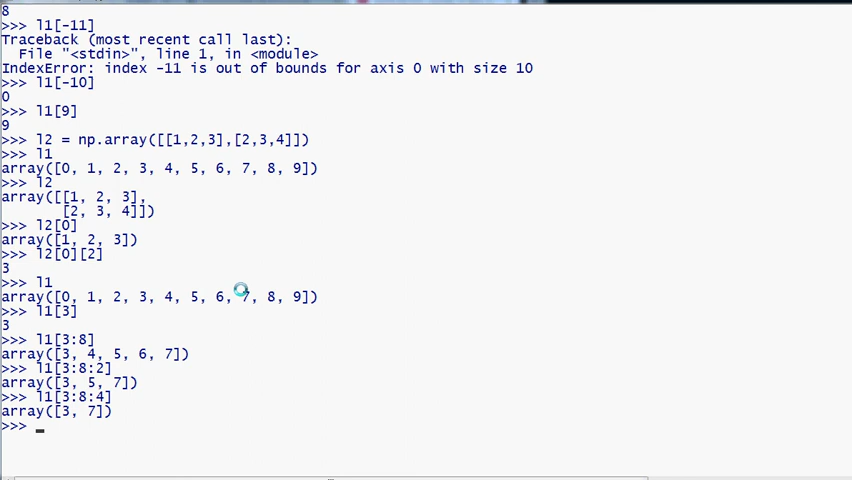 8
>>> l1[-11]
Traceback (most recent call last):
  File "<stdin>", line 1, in <module>
IndexError: index -11 is out of bounds for axis 0 with size 10
>>> l1[-10]
0
>>> l1[9]
9
>>> l2 = np.array([[1,2,3],[2,3,4]])
>>> l1
array([0, 1, 2, 3, 4, 5, 6, 7, 8, 9])
>>> l2
array([[1, 2, 3],
       [2, 3, 4]])
>>> l2[0]
array([1, 2, 3])
>>> l2[0][2]
3
>>> l1
array([0, 1, 2, 3, 4, 5, 6, 7, 8, 9])
>>> l1[3]
3
>>> l1[3:8]
array([3, 4, 5, 6, 7])
>>> l1[3:8:2]
array([3, 5, 7])
>>> l1[3:8:4]
array([3, 7])
>>> _